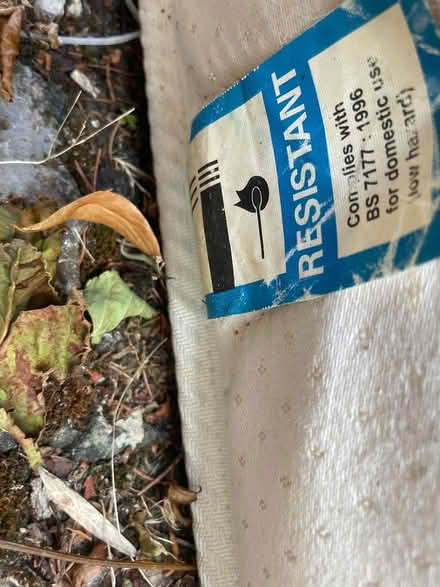 RESISTANT
Complies with
BS 7177 : 1996
for domestic use
(low hazard)